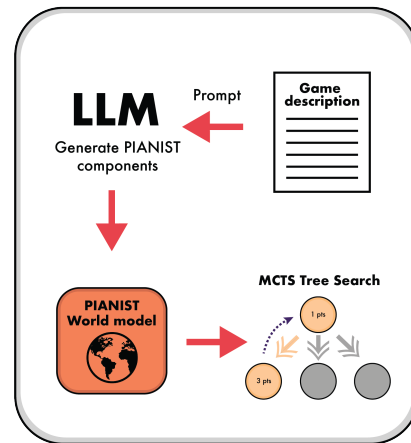 Game
description
Prompt
LLM
Generate PIANIST
components
PIANIST
World model
MCTS Tree Search
1 pts
3 pts